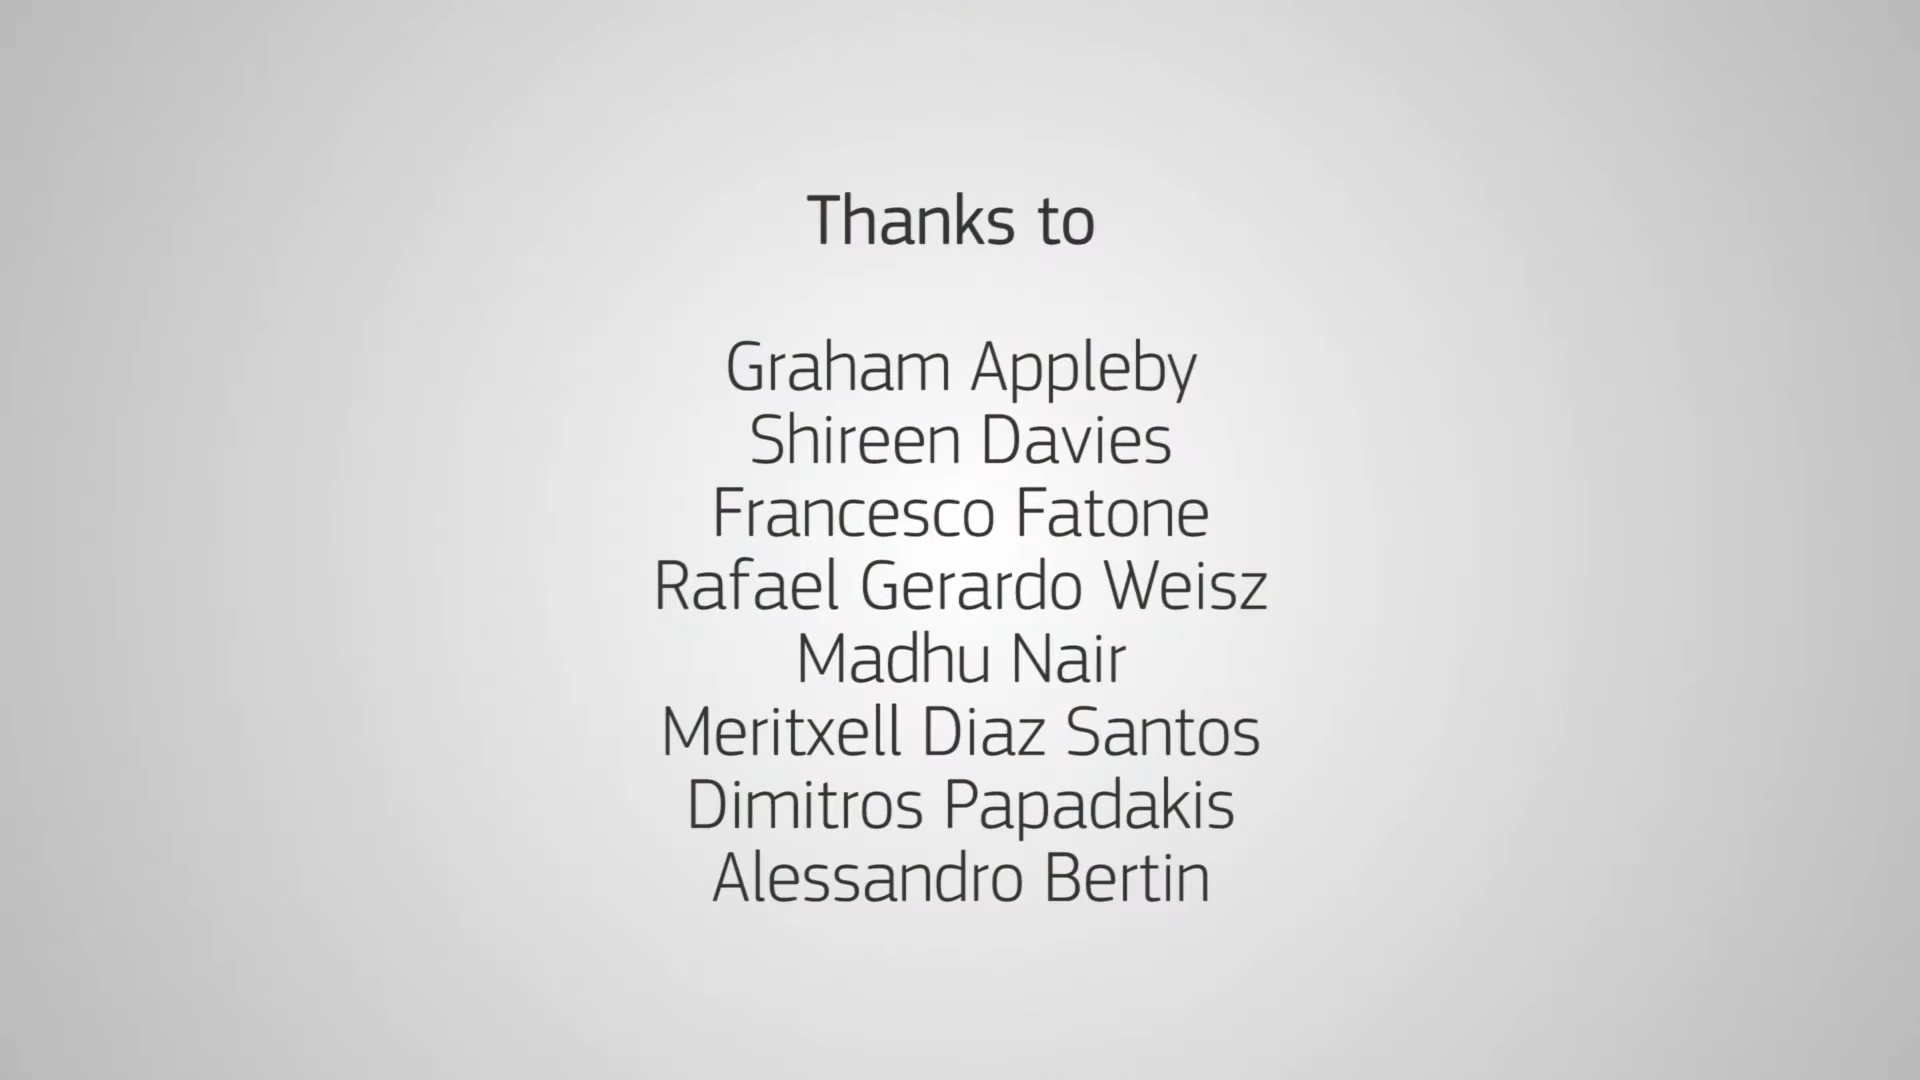 Thanks to
Graham Appleby
Shireen Davies
Francesco Fatone
Rafael Gerardo Weisz
Madhu Nair
Meritxell Diaz Santos
Dimitros Papadakis
Alessandro Bertin